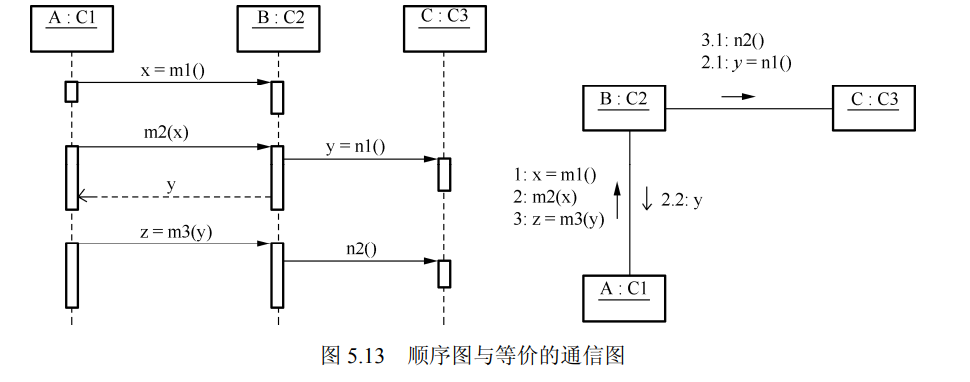 A : C1
B : C2
C : C3
x = m1()
m2(x)
y = n1()
y
z = m3(y)
n2()
3.1: n2()
2.1: y = n1()
B : C2
C : C3
1: x = m1()
2: m2(x)
3: z = m3(y)
2.2: y
A : C1
图 5.13 顺序图与等价的通信图